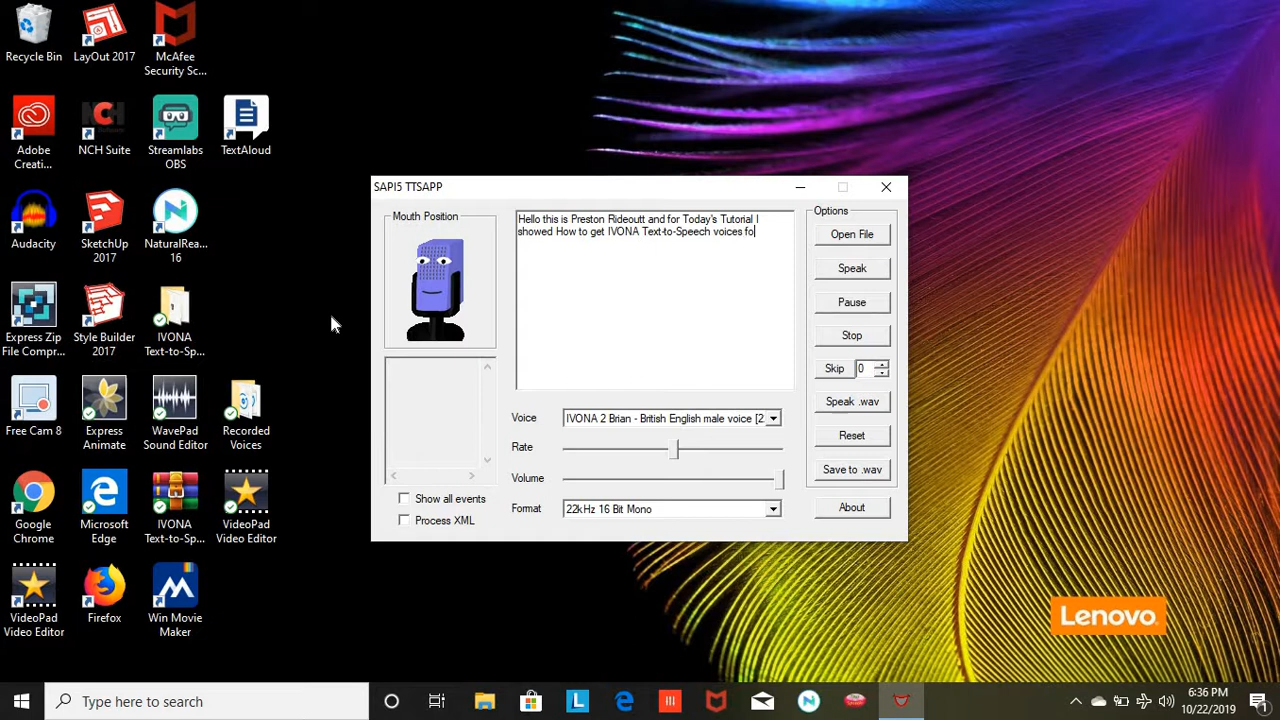 Recycle Bin
LayOut 2017
McAfee
Security Sc...
Adobe
Creati...
NCH Suite
Streamlabs
OBS
TextAloud
Audacity
SketchUp
2017
NaturalRea...
16
Express Zip
File Compr...
Style Builder
2017
IVONA
Text-to-Sp...
Free Cam 8
Express
Animate
WavePad
Sound Editor
Recorded
Voices
Google
Chrome
Microsoft
Edge
IVONA
Text-to-Sp...
VideoPad
Video Editor
VideoPad
Video Editor
Firefox
Win Movie
Maker
SAPI5 TTSAPP
Mouth Position
Hello this is Preston Rideoutt and for Today's Tutorial I
showed How to get IVONA Text-to-Speech voices fo
Options
Open File
Speak
Pause
Stop
Skip 0
Speak .wav
Reset
Save to .wav
About
Voice IVONA 2 Brian - British English male voice [2
Rate
Volume
Format 22kHz 16 Bit Mono
Show all events
Process XML
Lenovo
Type here to search
6:36 PM
10/22/2019
1